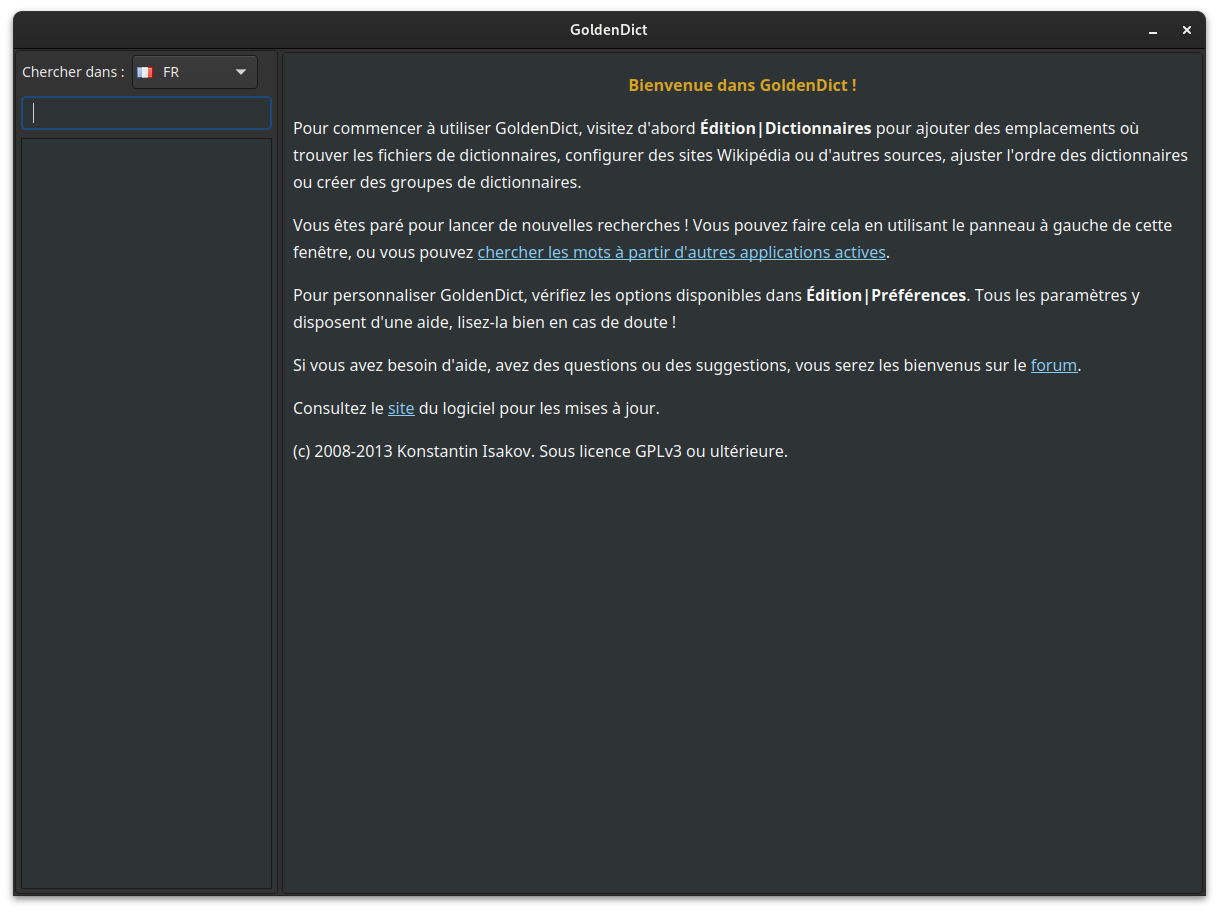 GoldenDict
Chercher dans :
FR
Bienvenue dans GoldenDict !
Pour commencer à utiliser GoldenDict, visitez d'abord Édition|Dictionnaires pour ajouter des emplacements où
trouver les fichiers de dictionnaires, configurer des sites Wikipédia ou d'autres sources, ajuster l'ordre des dictionnaires
ou créer des groupes de dictionnaires.
Vous êtes paré pour lancer de nouvelles recherches ! Vous pouvez faire cela en utilisant le panneau à gauche de cette
fenêtre, ou vous pouvez chercher les mots à partir d'autres applications actives.
Pour personnaliser GoldenDict, vérifiez les options disponibles dans Édition|Préférences. Tous les paramètres y
disposent d'une aide, lisez-la bien en cas de doute !
Si vous avez besoin d'aide, avez des questions ou des suggestions, vous serez les bienvenus sur le forum.
Consultez le site du logiciel pour les mises à jour.
(c) 2008-2013 Konstantin Isakov. Sous licence GPLv3 ou ultérieure.